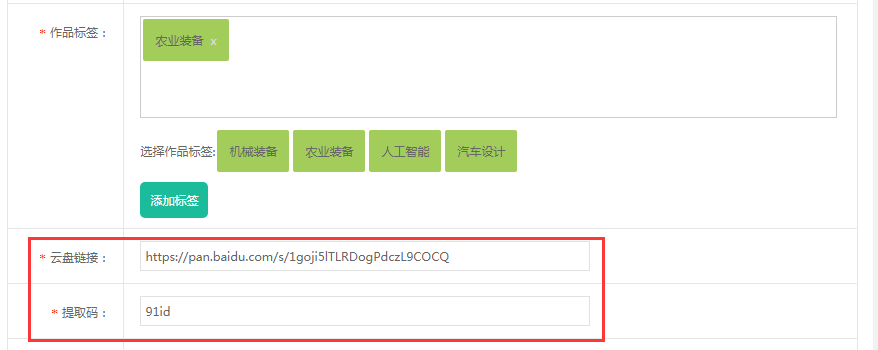 * 作品标签：
农业装备 x
选择作品标签: 机械装备 农业装备 人工智能 汽车设计
添加标签
* 云盘链接： https://pan.baidu.com/s/1goji5lTLRDogPdczL9COCQ
* 提取码： 91id